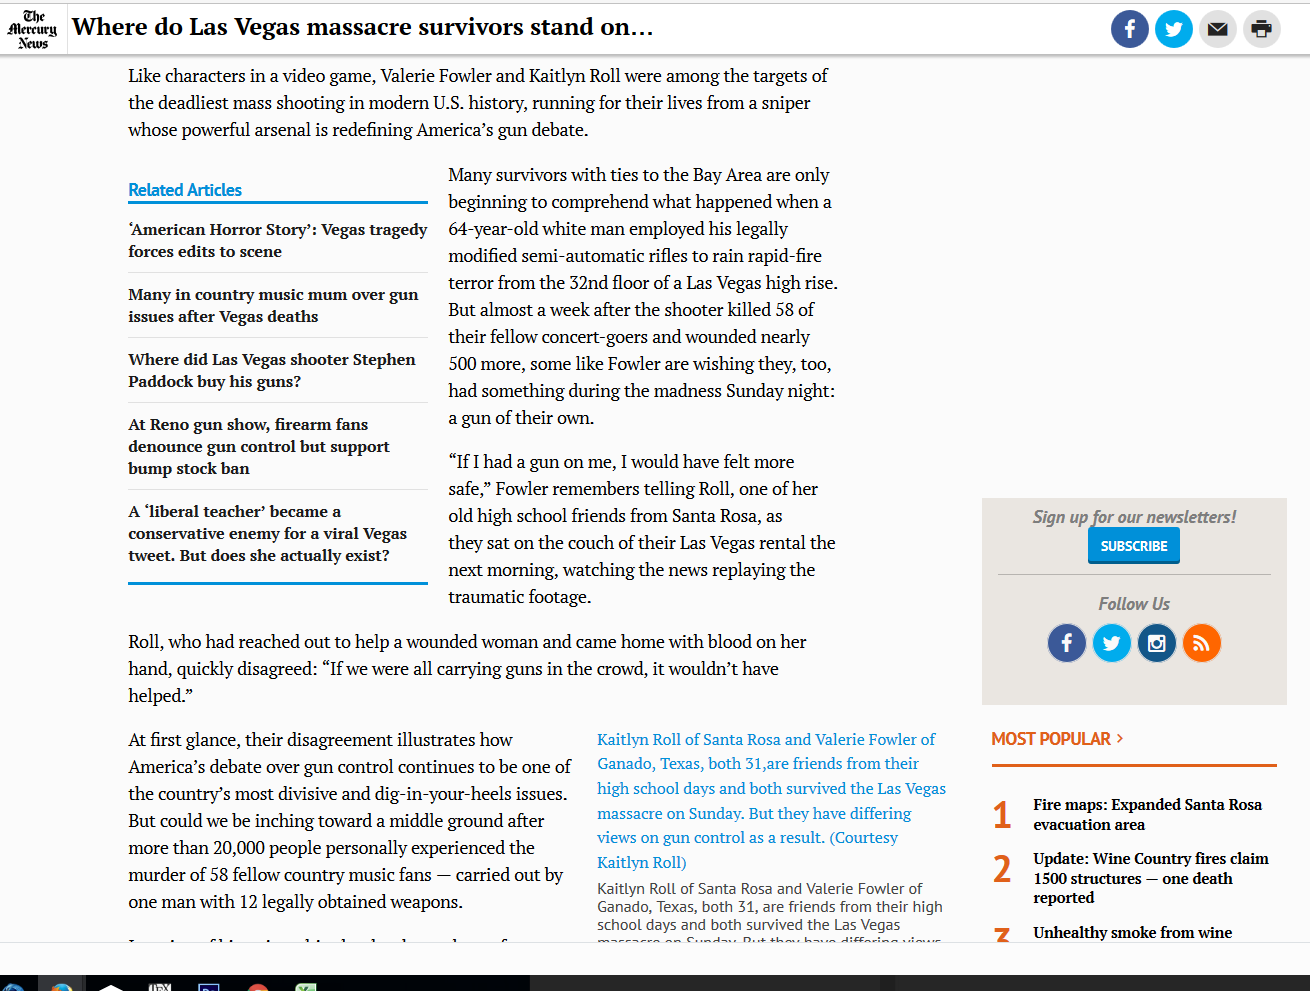 The
Mercury
News
Where do Las Vegas massacre survivors stand on…
Like characters in a video game, Valerie Fowler and Kaitlyn Roll were among the targets of
the deadliest mass shooting in modern U.S. history, running for their lives from a sniper
whose powerful arsenal is redefining America’s gun debate.
Related Articles
‘American Horror Story’: Vegas tragedy
forces edits to scene
Many in country music mum over gun
issues after Vegas deaths
Where did Las Vegas shooter Stephen
Paddock buy his guns?
At Reno gun show, firearm fans
denounce gun control but support
bump stock ban
A ‘liberal teacher’ became a
conservative enemy for a viral Vegas
tweet. But does she actually exist?
Many survivors with ties to the Bay Area are only
beginning to comprehend what happened when a
64-year-old white man employed his legally
modified semi-automatic rifles to rain rapid-fire
terror from the 32nd floor of a Las Vegas high rise.
But almost a week after the shooter killed 58 of
their fellow concert-goers and wounded nearly
500 more, some like Fowler are wishing they, too,
had something during the madness Sunday night:
a gun of their own.
“If I had a gun on me, I would have felt more
safe,” Fowler remembers telling Roll, one of her
old high school friends from Santa Rosa, as
they sat on the couch of their Las Vegas rental the
next morning, watching the news replaying the
traumatic footage.
Roll, who had reached out to help a wounded woman and came home with blood on her
hand, quickly disagreed: “If we were all carrying guns in the crowd, it wouldn’t have
helped.”
At first glance, their disagreement illustrates how
America’s debate over gun control continues to be one of
the country’s most divisive and dig-in-your-heels issues.
But could we be inching toward a middle ground after
more than 20,000 people personally experienced the
murder of 58 fellow country music fans — carried out by
one man with 12 legally obtained weapons.
Kaitlyn Roll of Santa Rosa and Valerie Fowler of
Ganado, Texas, both 31,are friends from their
high school days and both survived the Las Vegas
massacre on Sunday. But they have differing
views on gun control as a result. (Courtesy
Kaitlyn Roll)
Kaitlyn Roll of Santa Rosa and Valerie Fowler of
Ganado, Texas, both 31, are friends from their high
school days and both survived the Las Vegas
massacre on Sunday. But they have differing views
Sign up for our newsletters!
SUBSCRIBE
Follow Us
MOST POPULAR >
1 Fire maps: Expanded Santa Rosa
evacuation area
2 Update: Wine Country fires claim
1500 structures — one death
reported
3 Unhealthy smoke from wine